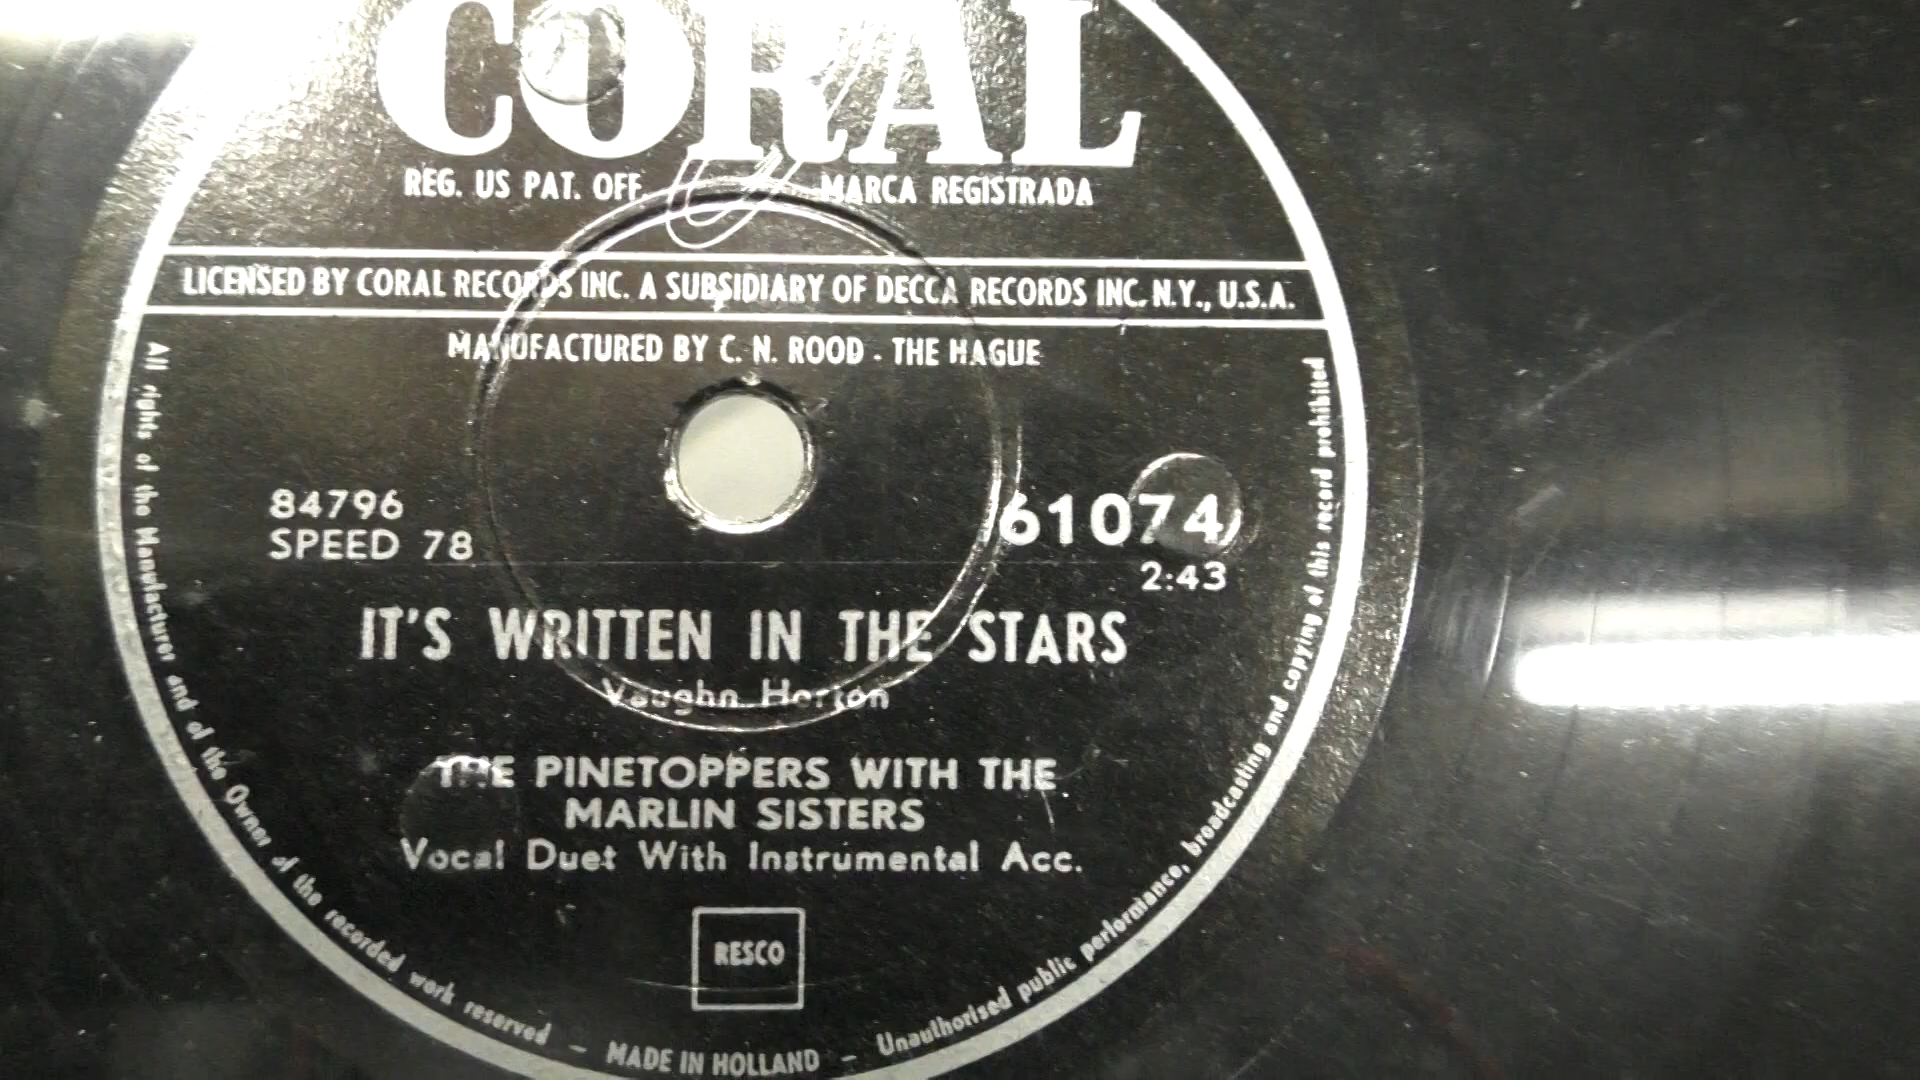 CORAL
REG. US PAT. OFF. MARCA REGISTRADA
LICENSED BY CORAL RECORDS INC. A SUBSIDIARY OF DECCA RECORDS INC. N.Y., U.S.A.
MANUFACTURED BY C. N. ROOD - THE HAGUE
84796
SPEED 78
61074
2:43
IT'S WRITTEN IN THE STARS
Vaughn Horton
THE PINETOPPERS WITH THE
MARLIN SISTERS
Vocal Duet With Instrumental Acc.
RESCO
All rights of the Manufacturer and of the Owner of the recorded work reserved - MADE IN HOLLAND - Unauthorised public performance, broadcasting and copying of this record prohibited